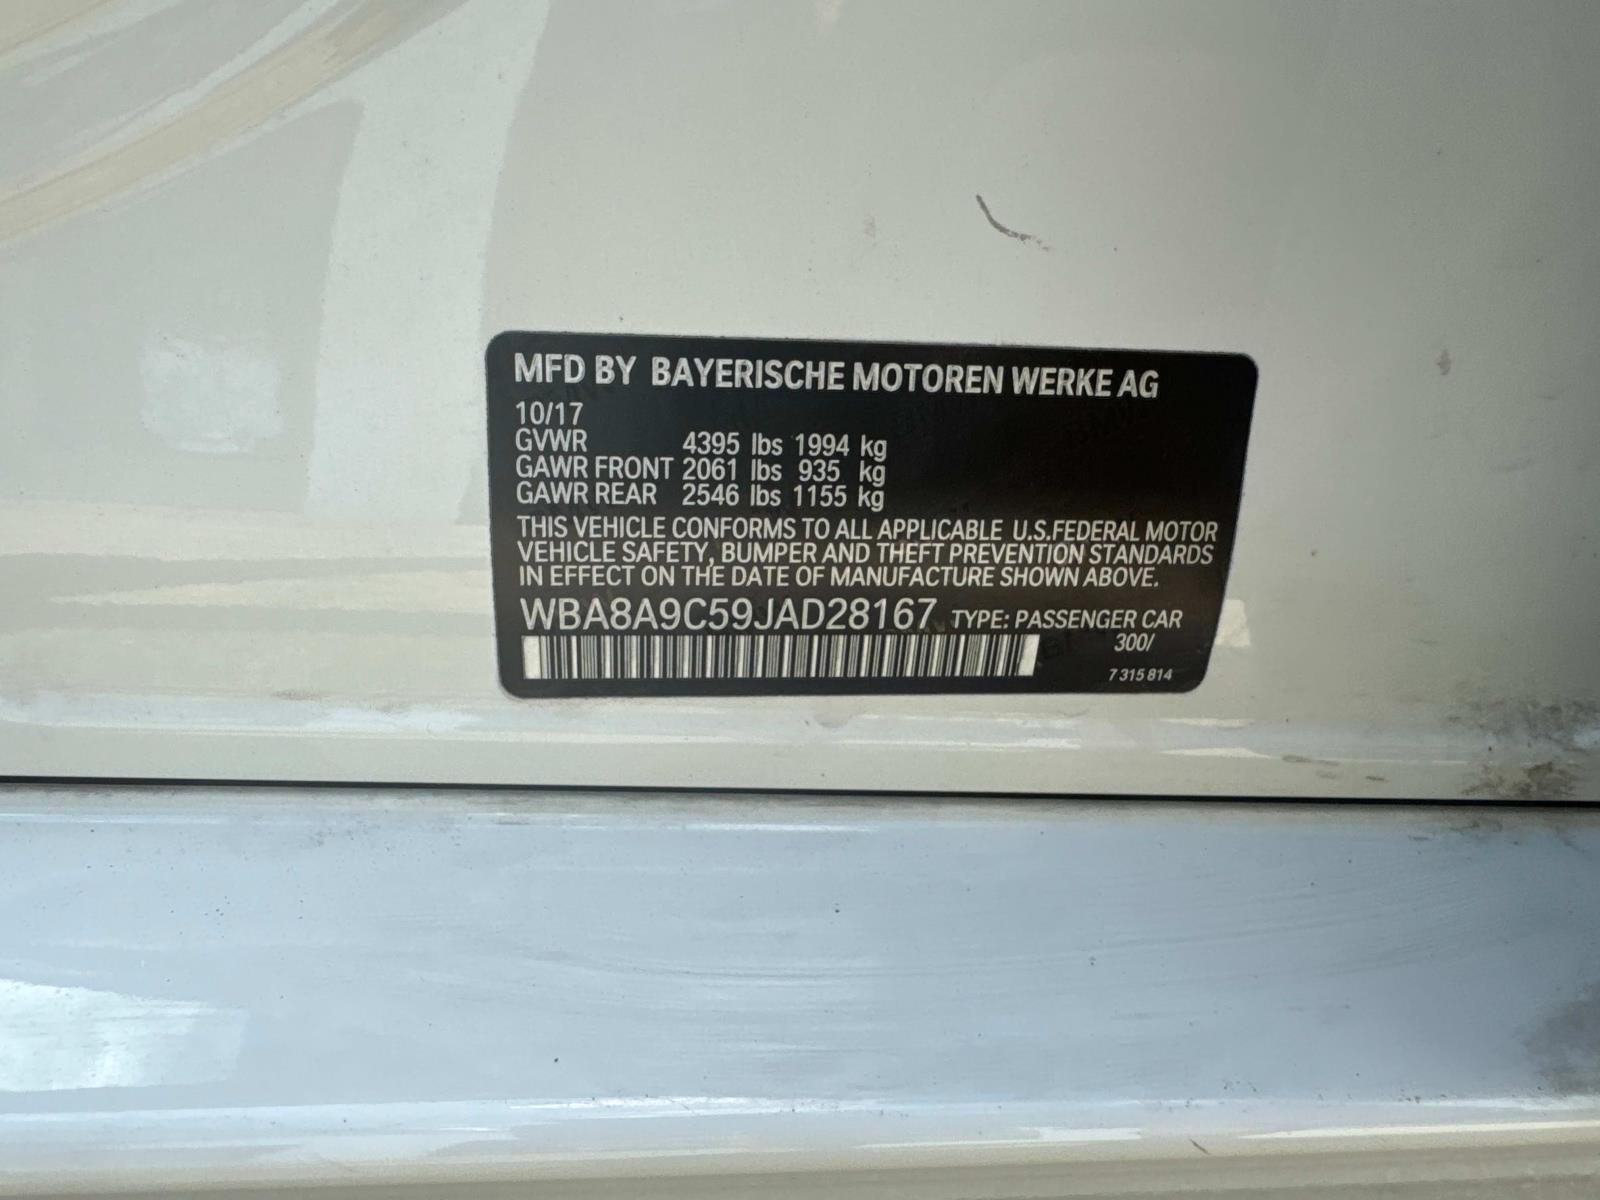 MFD BY BAYERISCHE MOTOREN WERKE AG
10/17
GVWR 4395 lbs 1994 kg
GAWR FRONT 2061 lbs 935 kg
GAWR REAR 2546 lbs 1155 kg
THIS VEHICLE CONFORMS TO ALL APPLICABLE U.S.FEDERAL MOTOR
VEHICLE SAFETY, BUMPER AND THEFT PREVENTION STANDARDS
IN EFFECT ON THE DATE OF MANUFACTURE SHOWN ABOVE.
WBA8A9C59JAD28167 TYPE: PASSENGER CAR
300/
7 315 814